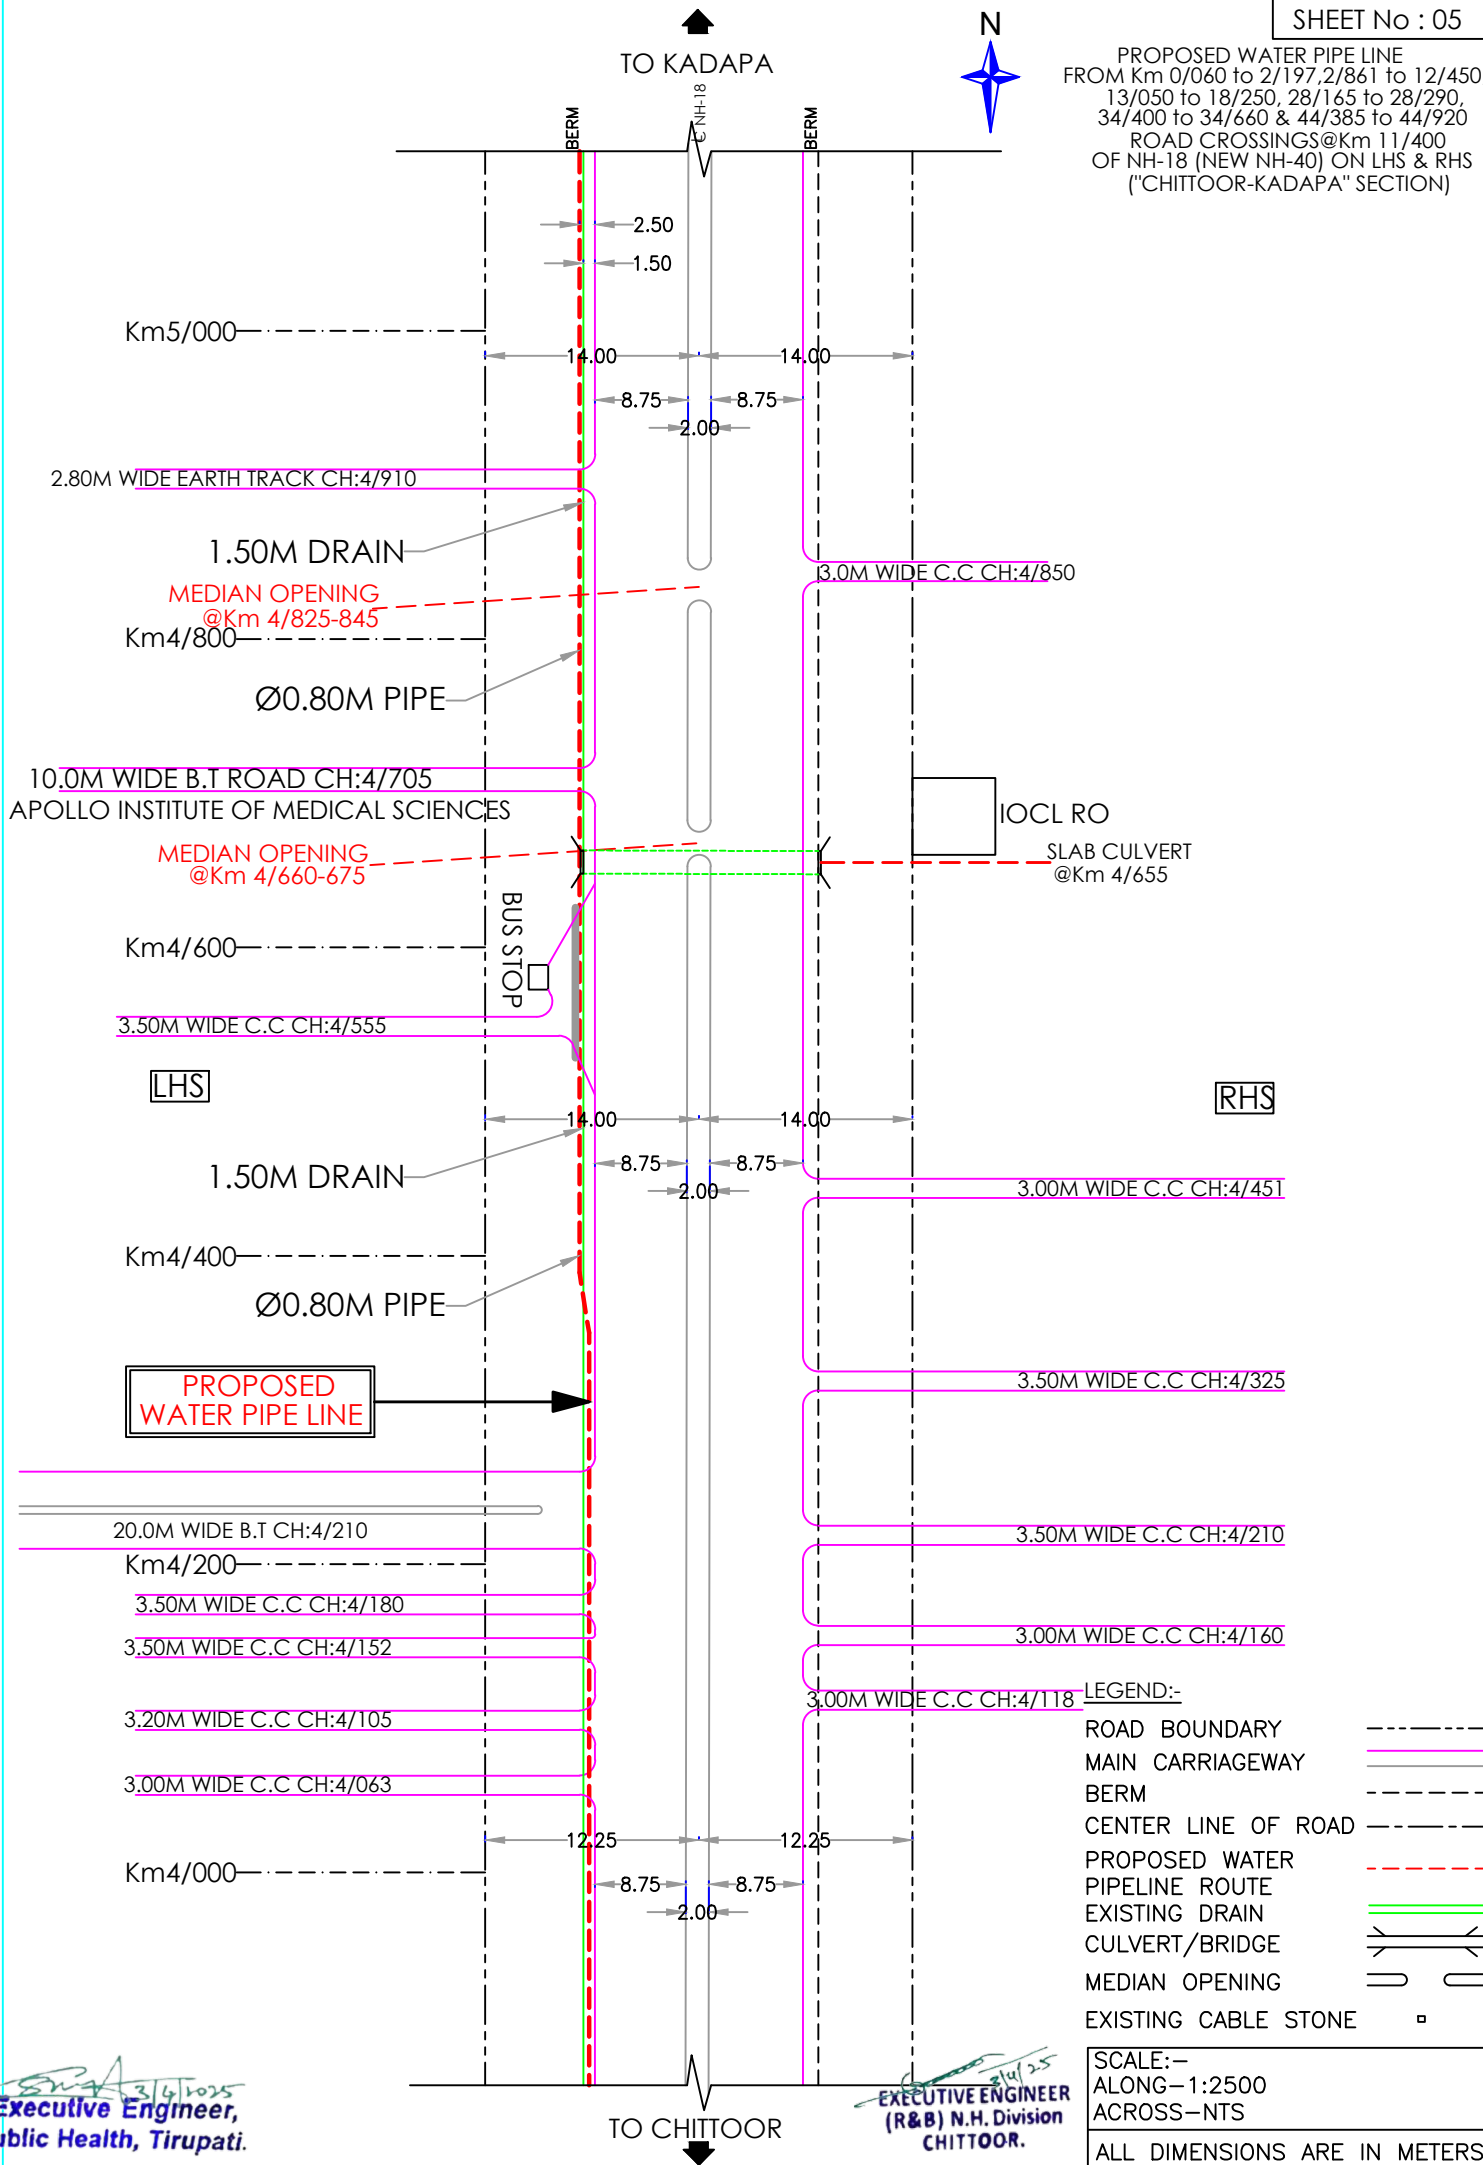 SHEET No : 05
N
TO KADAPA
PROPOSED WATER PIPE LINE
FROM Km 0/060 to 2/197,2/861 to 12/450
13/050 to 18/250, 28/165 to 28/290,
34/400 to 34/660 & 44/385 to 44/920
ROAD CROSSINGS@Km 11/400
OF NH-18 (NEW NH-40) ON LHS & RHS
("CHITTOOR-KADAPA" SECTION)
BERM
NH-18
BERM
2.50
1.50
Km5/000
14.00 14.00
8.75 8.75
2.00
2.80M WIDE EARTH TRACK CH:4/910
1.50M DRAIN
3.0M WIDE C.C CH:4/850
MEDIAN OPENING
@Km 4/825-845
Km4/800
Ø0.80M PIPE
10.0M WIDE B.T ROAD CH:4/705
APOLLO INSTITUTE OF MEDICAL SCIENCES
IOCL RO
MEDIAN OPENING
@Km 4/660-675
SLAB CULVERT
@Km 4/655
BUS STOP
Km4/600
3.50M WIDE C.C CH:4/555
LHS
RHS
14.00 14.00
1.50M DRAIN
8.75 8.75
2.00
3.00M WIDE C.C CH:4/451
Km4/400
Ø0.80M PIPE
3.50M WIDE C.C CH:4/325
PROPOSED
WATER PIPE LINE
20.0M WIDE B.T CH:4/210
3.50M WIDE C.C CH:4/210
Km4/200
3.50M WIDE C.C CH:4/180
3.50M WIDE C.C CH:4/152
3.00M WIDE C.C CH:4/160
3.00M WIDE C.C CH:4/118
3.20M WIDE C.C CH:4/105
3.00M WIDE C.C CH:4/063
12.25 12.25
Km4/000
8.75 8.75
2.00
LEGEND:-
ROAD BOUNDARY
MAIN CARRIAGEWAY
BERM
CENTER LINE OF ROAD
PROPOSED WATER
PIPELINE ROUTE
EXISTING DRAIN
CULVERT/BRIDGE
MEDIAN OPENING
EXISTING CABLE STONE
SCALE:-
ALONG-1:2500
ACROSS-NTS
ALL DIMENSIONS ARE IN METERS
TO CHITTOOR
3/4/2025
Executive Engineer,
Public Health, Tirupati.
3/4/25
EXECUTIVE ENGINEER
(R&B) N.H. Division
CHITTOOR.